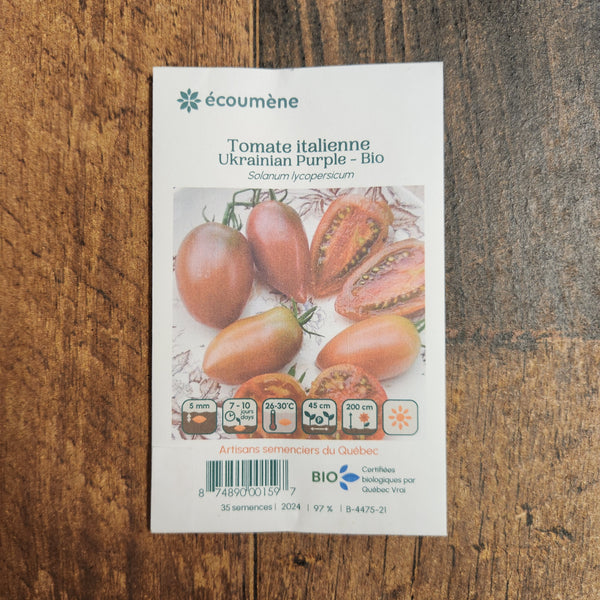 écoumène
Tomate italienne
Ukrainian Purple - Bio
Solanum lycopersicum
5 mm
7 - 10
jours
days
26-30°C
45 cm
P
200 cm
Artisans semenciers du Québec
8 74890 00159 7
BIO
Certifiées
biologiques par
Québec Vrai
35 semences | 2024 | 97 % | B-4475-21